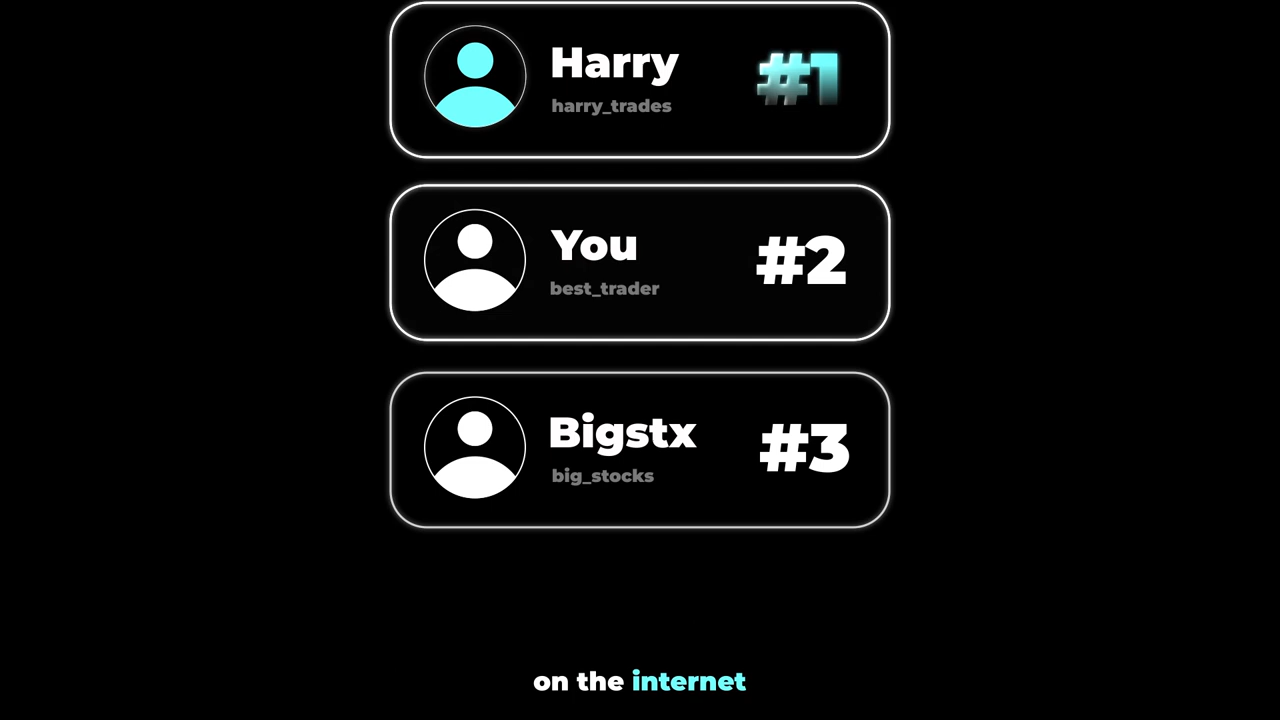 Harry
harry_trades
#1
You
best_trader
#2
Bigstx
big_stocks
#3
on the internet